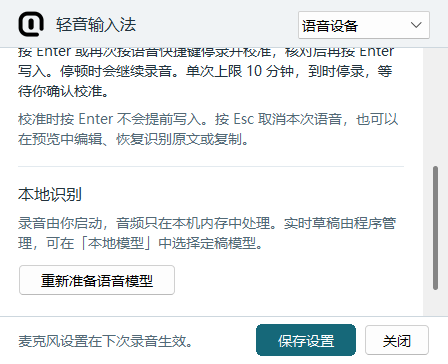 轻音输入法
语音设备
按 Enter 或再次按语音快捷键停录并校准，核对后再按 Enter
写入。停顿时会继续录音。单次上限 10 分钟，到时停录，等
待你确认校准。
校准时按 Enter 不会提前写入。按 Esc 取消本次语音，也可以
在预览中编辑、恢复识别原文或复制。
本地识别
录音由你启动，音频只在本机内存中处理。实时草稿由程序管
理，可在「本地模型」中选择定稿模型。
重新准备语音模型
麦克风设置在下次录音生效。
保存设置
关闭